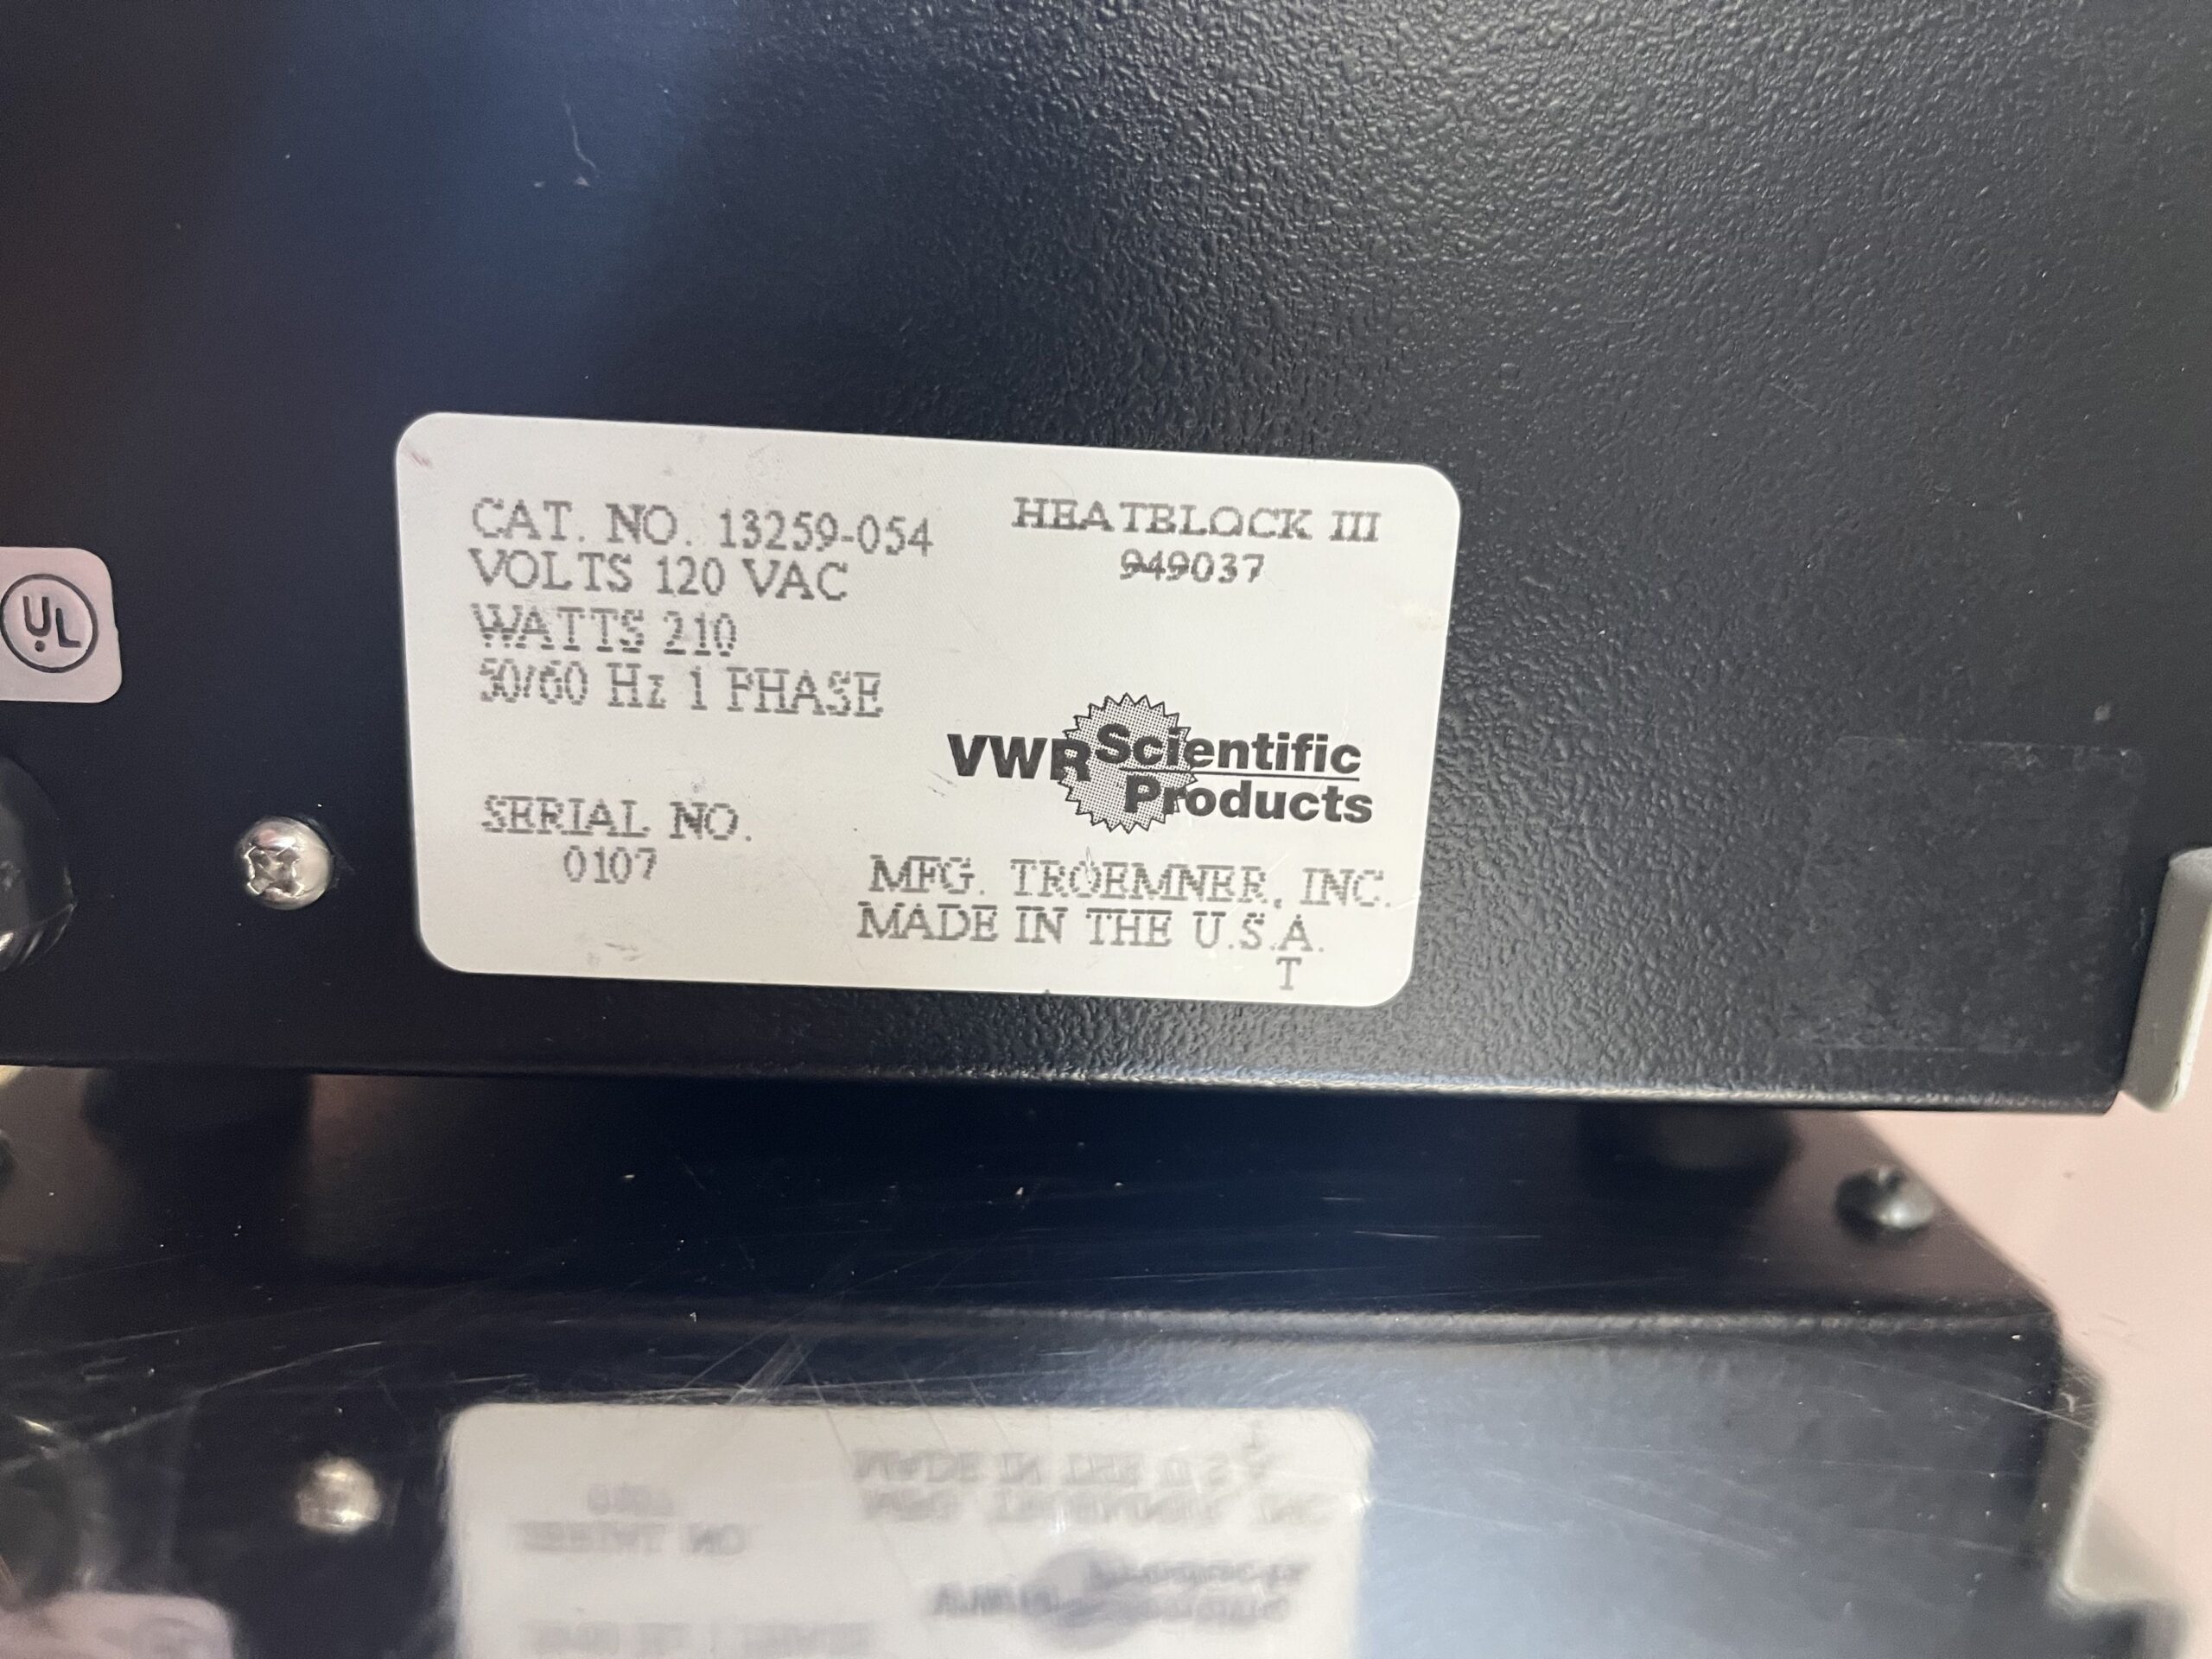 CAT. NO. 13259-054
VOLTS 120 VAC
WATTS 210
50/60 Hz 1 PHASE
SERIAL NO.
0107
HEATBLOCK III
949037
VWR Scientific
Products
MFG. TROEMNER, INC.
MADE IN THE U.S.A.
T
UL